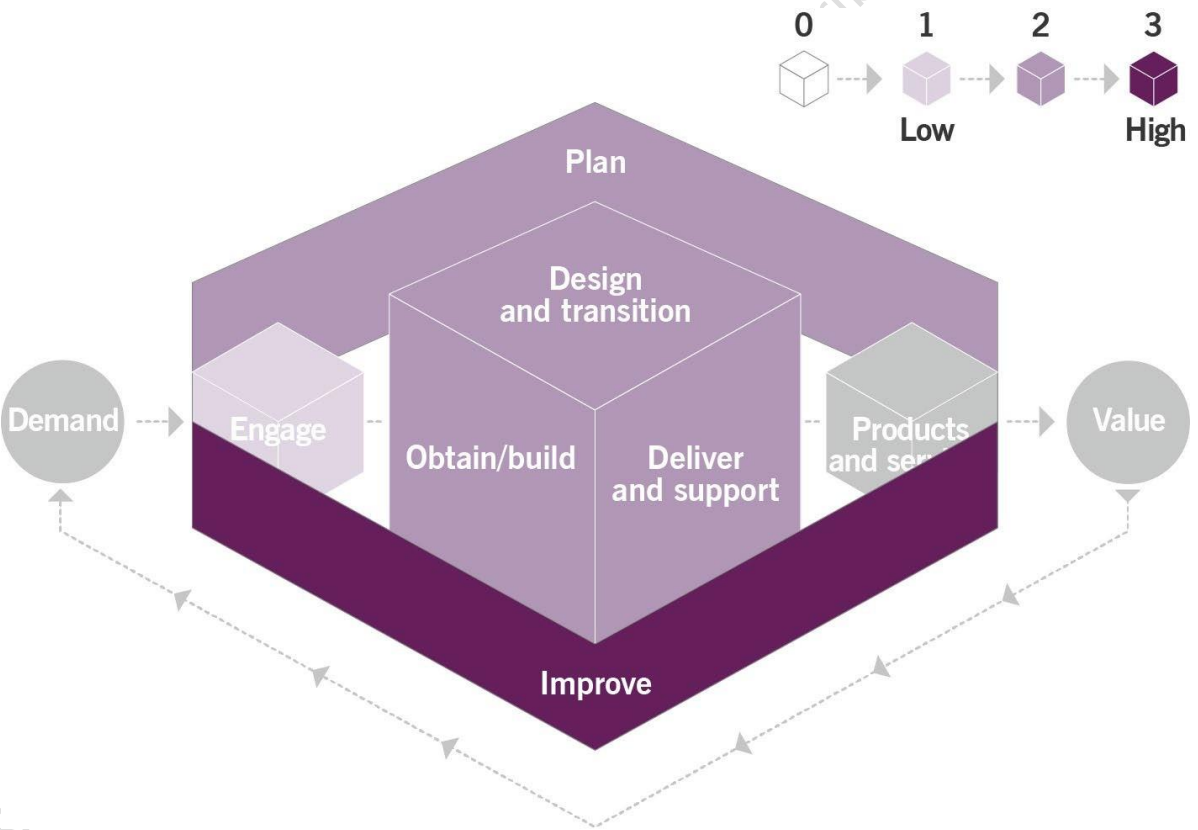 0 1 2 3
Low High
Plan
Design
and transition
Demand
Engage
Obtain/build
Deliver
and support
Products
and
Value
Improve